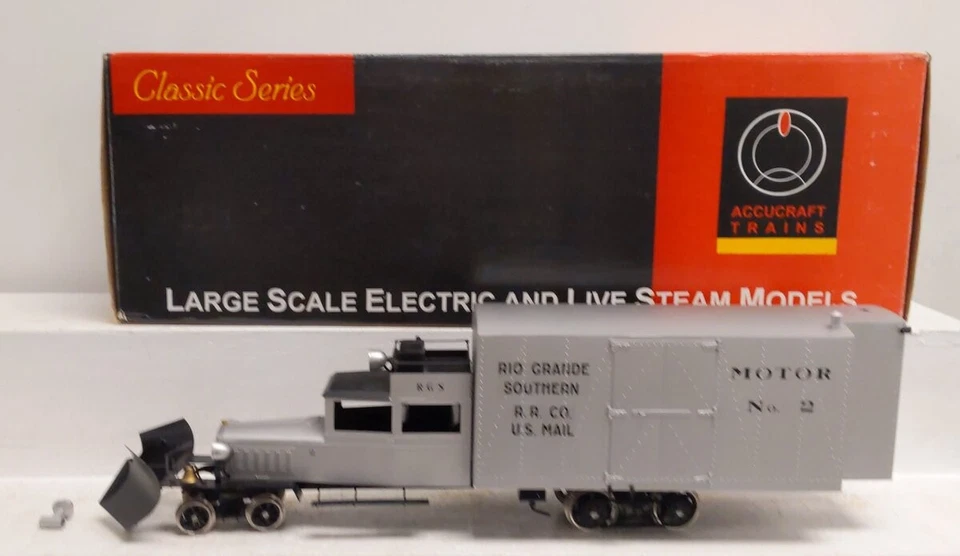 Classic Series
ACCUCRAFT
TRAINS
LARGE SCALE ELECTRIC AND LIVE STEAM MODELS
RGS
RIO GRANDE
SOUTHERN
R.R. CO.
U.S. MAIL
MOTOR
No. 2